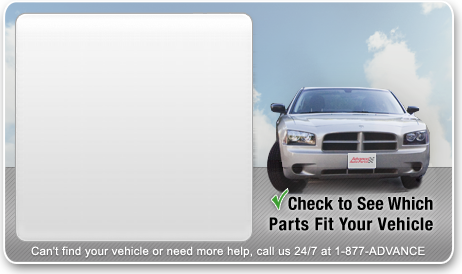 Check to See Which
Parts Fit Your Vehicle
Can't find your vehicle or need more help, call us 24/7 at 1-877-ADVANCE